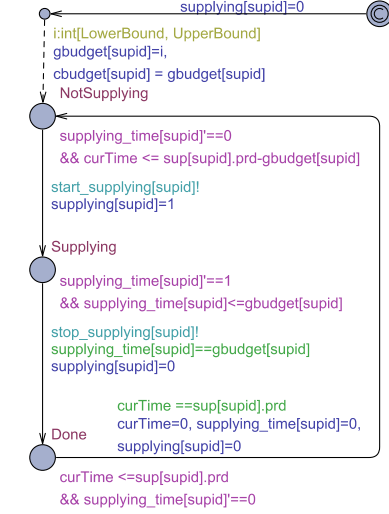 supplying[supid]=0
C
i:int[LowerBound, UpperBound]
gbudget[supid]=i,
cbudget[supid] = gbudget[supid]
NotSupplying
supplying_time[supid]'==0
&& curTime <= sup[supid].prd-gbudget[supid]
start_supplying[supid]!
supplying[supid]=1
Supplying
supplying_time[supid]'==1
&& supplying_time[supid]<=gbudget[supid]
stop_supplying[supid]!
supplying_time[supid]==gbudget[supid]
supplying[supid]=0
curTime ==sup[supid].prd
curTime=0, supplying_time[supid]=0,
supplying[supid]=0
Done
curTime <=sup[supid].prd
&& supplying_time[supid]'==0